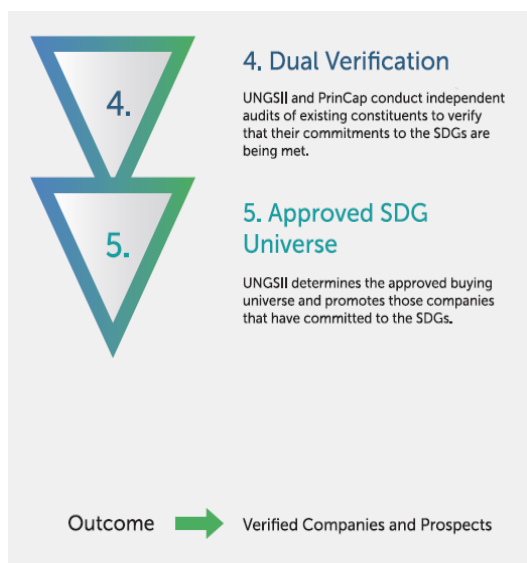 4.
4. Dual Verification
UNGSII and PrinCap conduct independent
audits of existing constituents to verify
that their commitments to the SDGs are
being met.
5.
5. Approved SDG
Universe
UNGSII determines the approved buying
universe and promotes those companies
that have committed to the SDGs.
Outcome
Verified Companies and Prospects